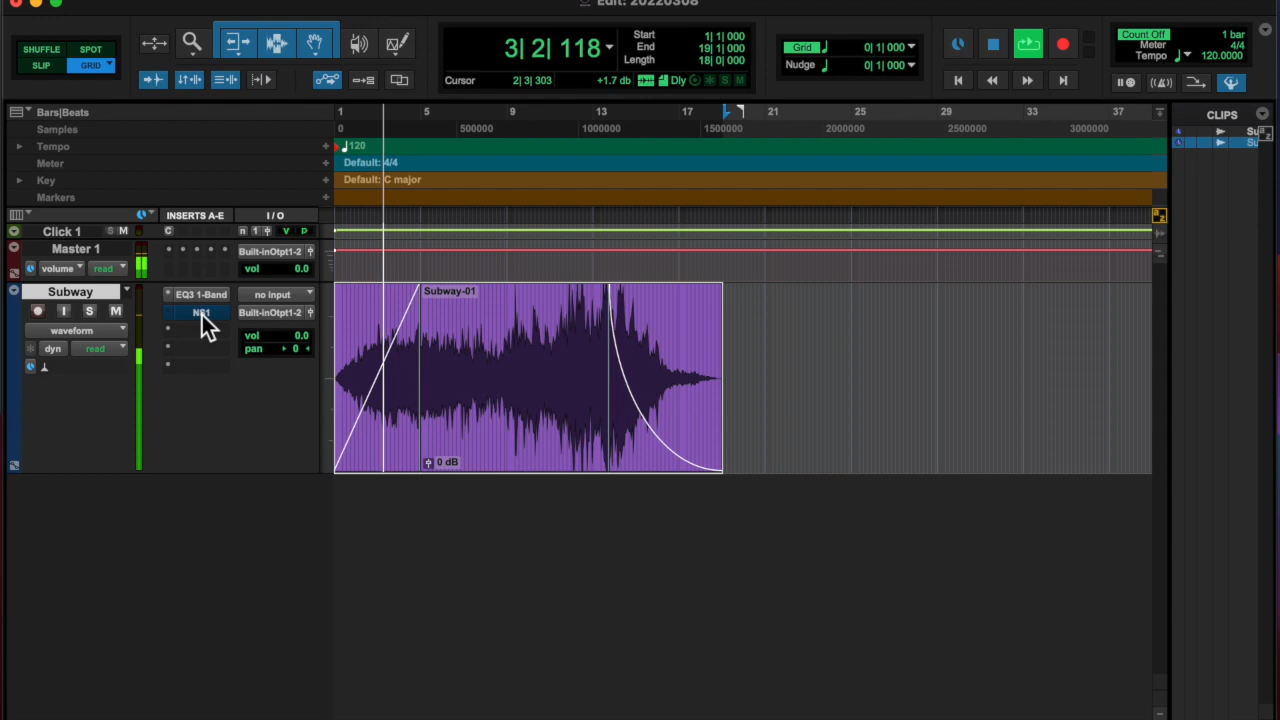 Edit: 20220308
SHUFFLE SPOT
SLIP GRID
3| 2| 118
Start 1| 1| 000
End 19| 1| 000
Length 18| 0| 000
Cursor 2| 3| 303 +1.7 db Dly S M
Grid 0| 1| 000
Nudge 0| 1| 000
Count Off 1 bar
Meter 4/4
Tempo 120.0000
Bars|Beats 1 5 9 13 17 21 25 29 33 37
Samples 0 500000 1000000 1500000 2000000 2500000 3000000
Tempo 120
Meter Default: 4/4
Key Default: C major
Markers
CLIPS
INSERTS A-E I / O
Click 1 S M C n 1 V P
Master 1 Built-inOtpt1-2
volume read vol 0.0
Subway EQ3 1-Band no input Subway-01
I S M NS1 Built-inOtpt1-2
waveform vol 0.0
dyn read pan 0
0 dB